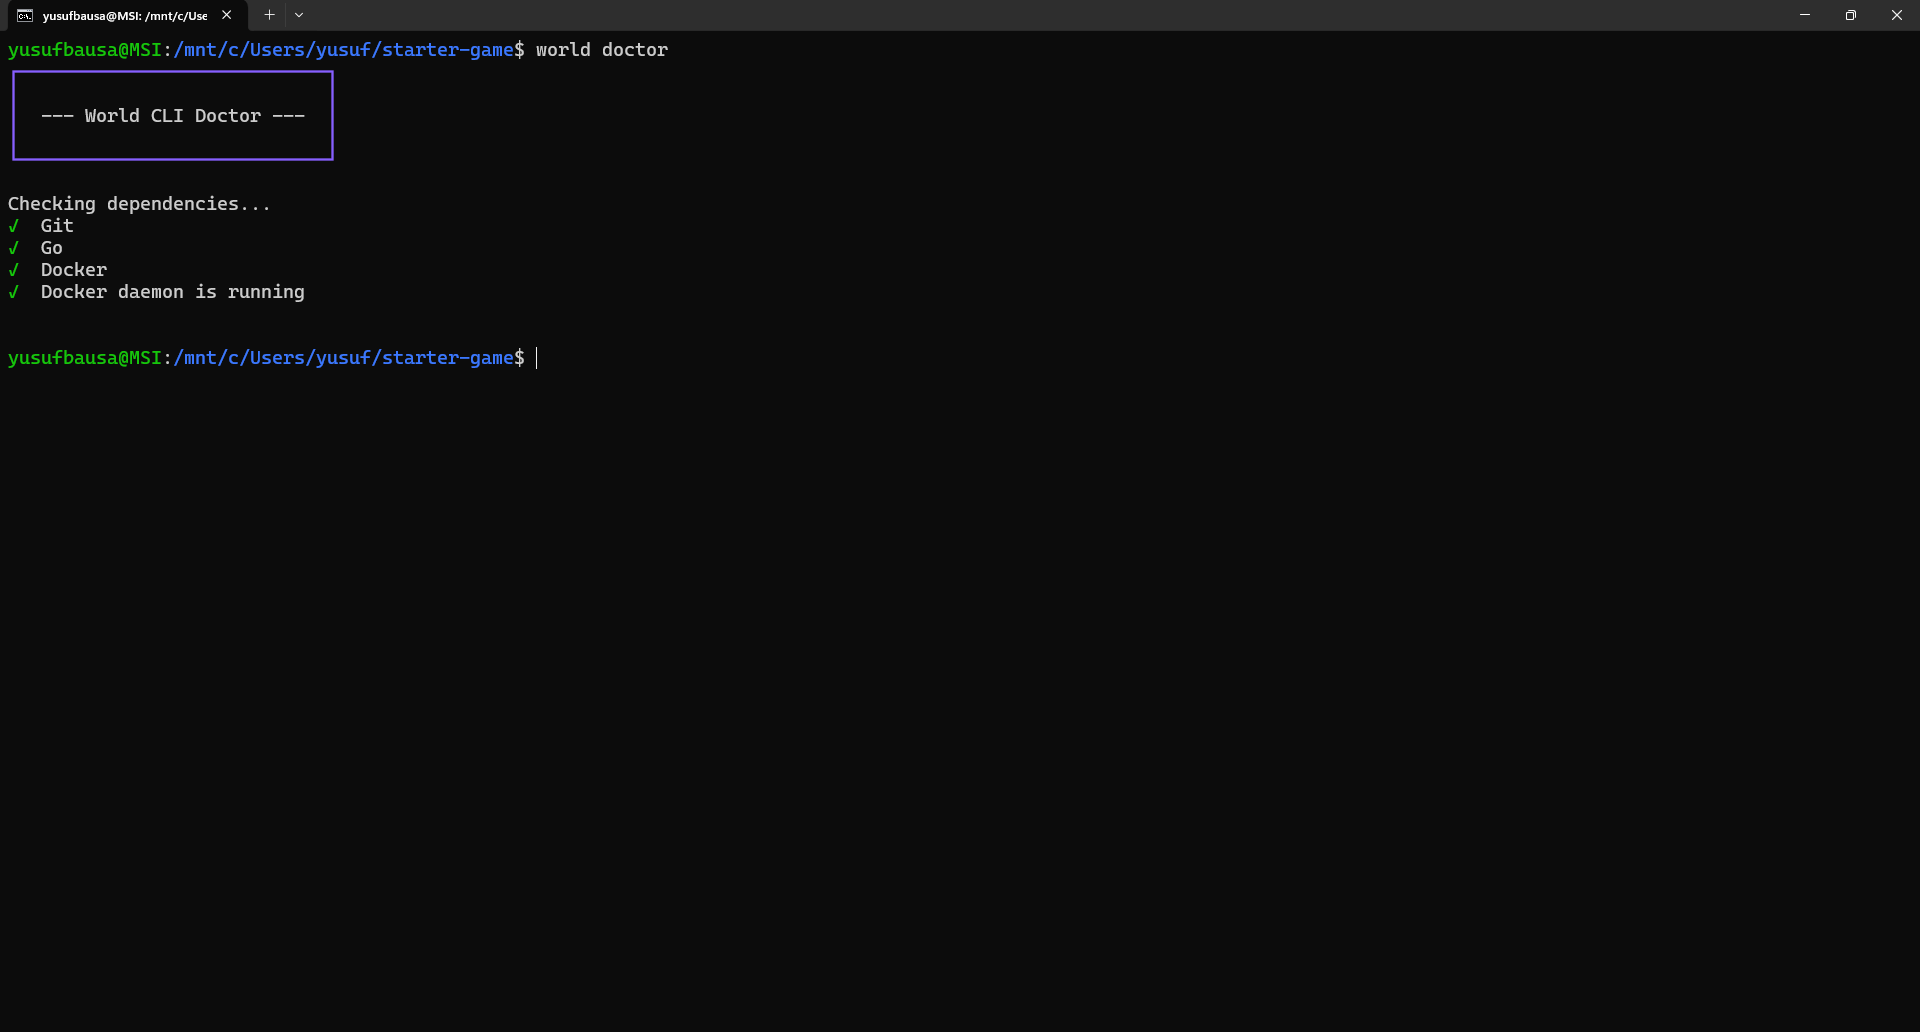 yusufbausa@MSI: /mnt/c/Use
yusufbausa@MSI:/mnt/c/Users/yusuf/starter-game$ world doctor
--- World CLI Doctor ---
Checking dependencies...
√ Git
√ Go
√ Docker
√ Docker daemon is running
yusufbausa@MSI:/mnt/c/Users/yusuf/starter-game$